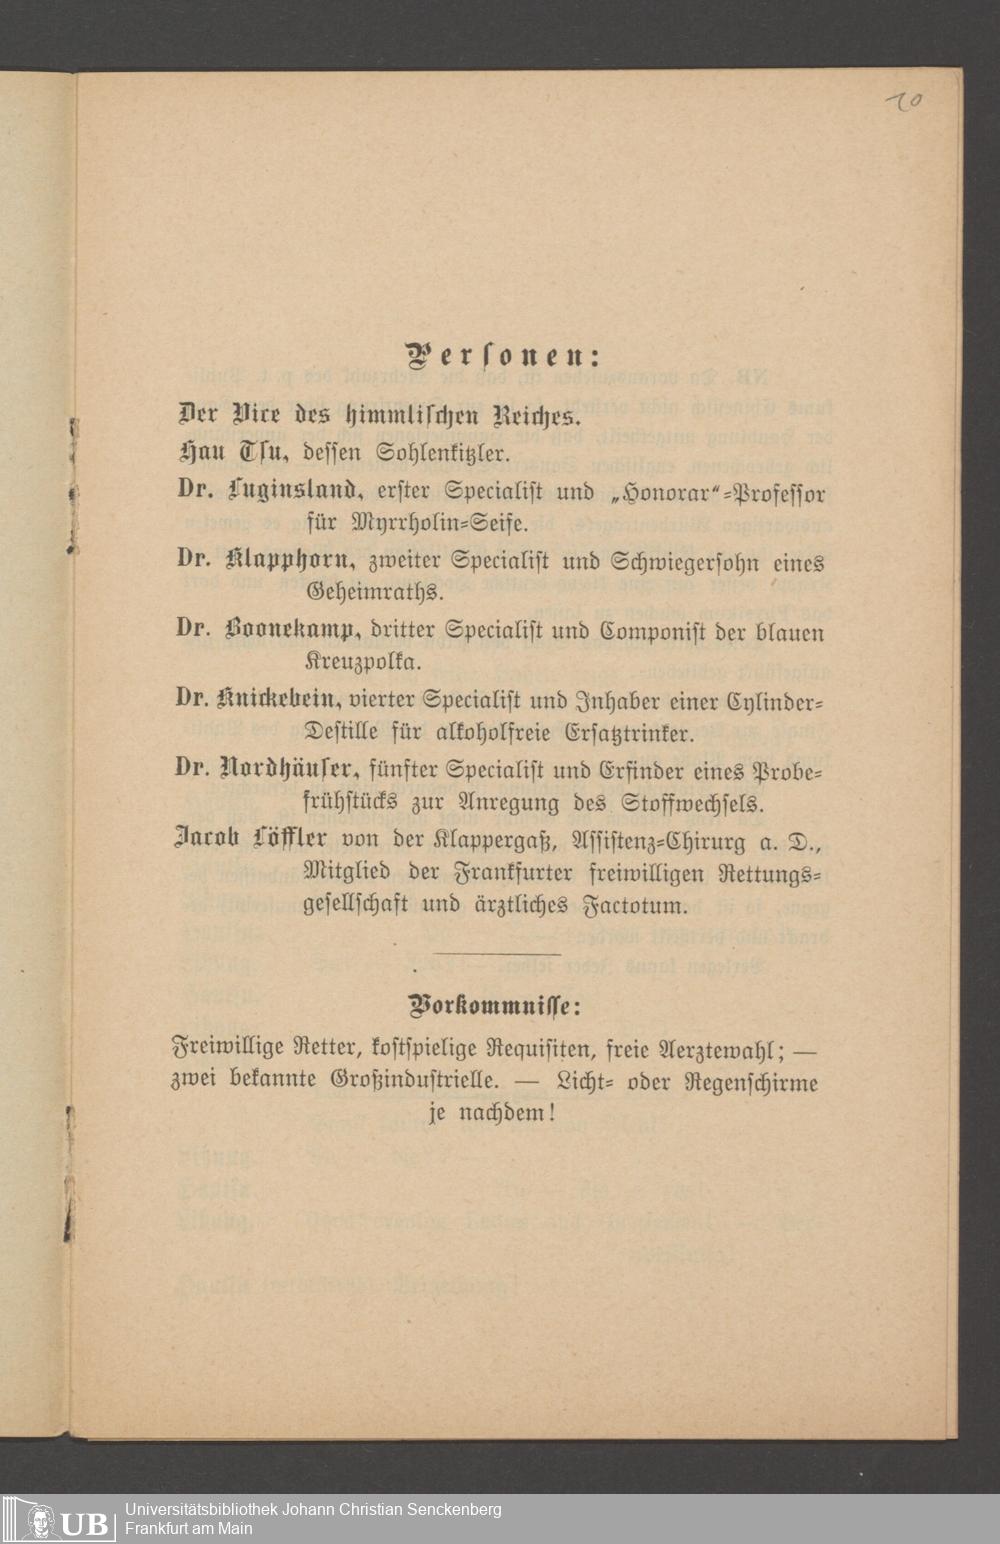 10
Personen:
Der Vice des himmlischen Reiches.
Hau Tsu, dessen Sohlenkitzler.
Dr. Luginsland, erster Specialist und „Honorar“-Professor
für Myrrholin-Seife.
Dr. Klapphorn, zweiter Specialist und Schwiegersohn eines
Geheimraths.
Dr. Boonekamp, dritter Specialist und Componist der blauen
Kreuzpolka.
Dr. Knickebein, vierter Specialist und Inhaber einer Cylinder-
Destille für alkoholfreie Ersatztrinker.
Dr. Nordhäuser, fünfter Specialist und Erfinder eines Probe-
frühstücks zur Anregung des Stoffwechsels.
Jacob Löffler von der Klappergaß, Assistenz-Chirurg a. D.,
Mitglied der Frankfurter freiwilligen Rettungs-
gesellschaft und ärztliches Factotum.
Vorkommnisse:
Freiwillige Retter, kostspielige Requisiten, freie Aerztewahl; —
zwei bekannte Großindustrielle. — Licht- oder Regenschirme
je nachdem!
UB
Universitätsbibliothek Johann Christian Senckenberg
Frankfurt am Main